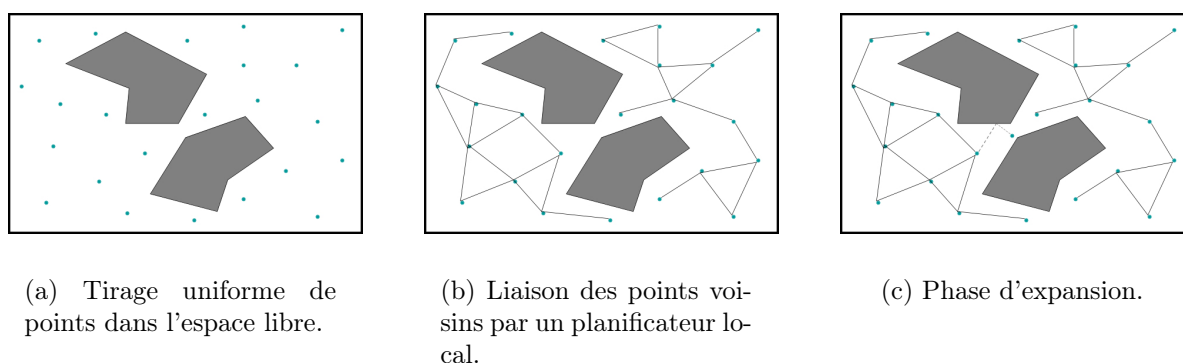 (a) Tirage uniforme de
points dans l'espace libre.
(b) Liaison des points voi-
sins par un planificateur lo-
cal.
(c) Phase d'expansion.